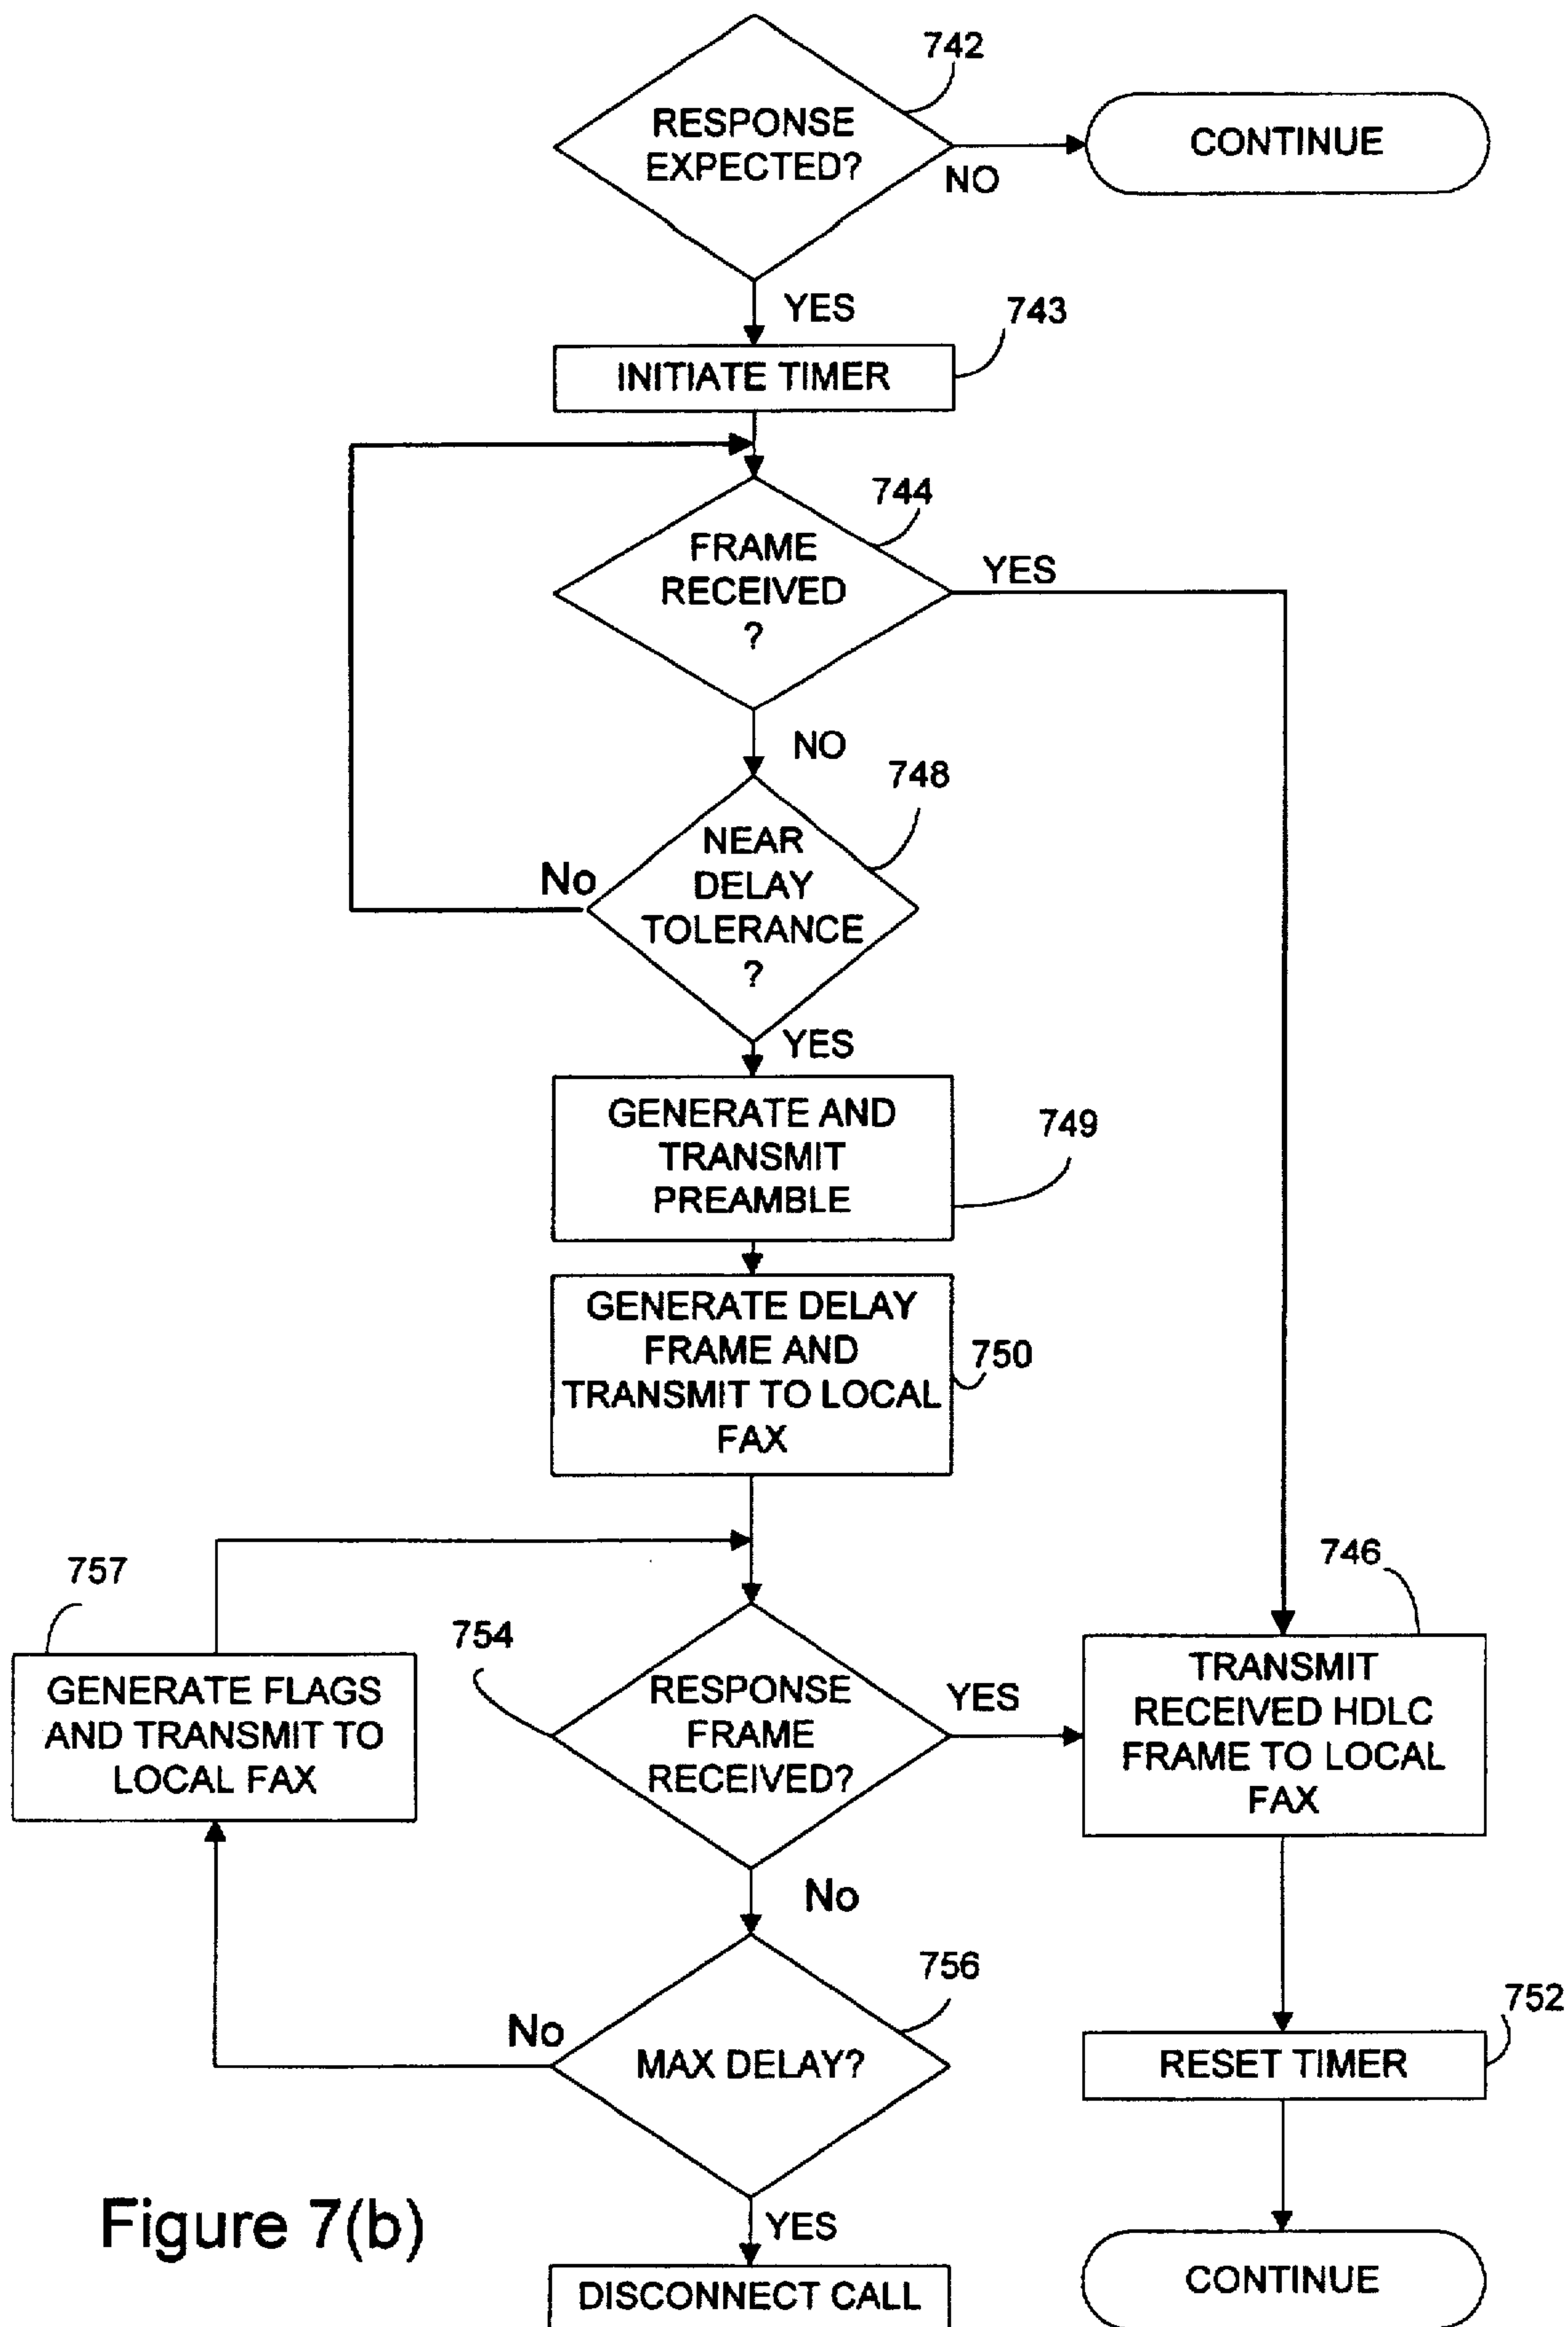 742
RESPONSE
EXPECTED?
NO
CONTINUE
YES
743
INITIATE TIMER
744
FRAME
RECEIVED
?
YES
NO
748
NEAR
DELAY
TOLERANCE
?
No
YES
GENERATE AND
TRANSMIT
PREAMBLE
749
GENERATE DELAY
FRAME AND
TRANSMIT TO LOCAL
FAX
750
757
GENERATE FLAGS
AND TRANSMIT TO
LOCAL FAX
754
RESPONSE
FRAME
RECEIVED?
YES
746
TRANSMIT
RECEIVED HDLC
FRAME TO LOCAL
FAX
No
756
MAX DELAY?
No
752
RESET TIMER
YES
DISCONNECT CALL
CONTINUE
Figure 7(b)